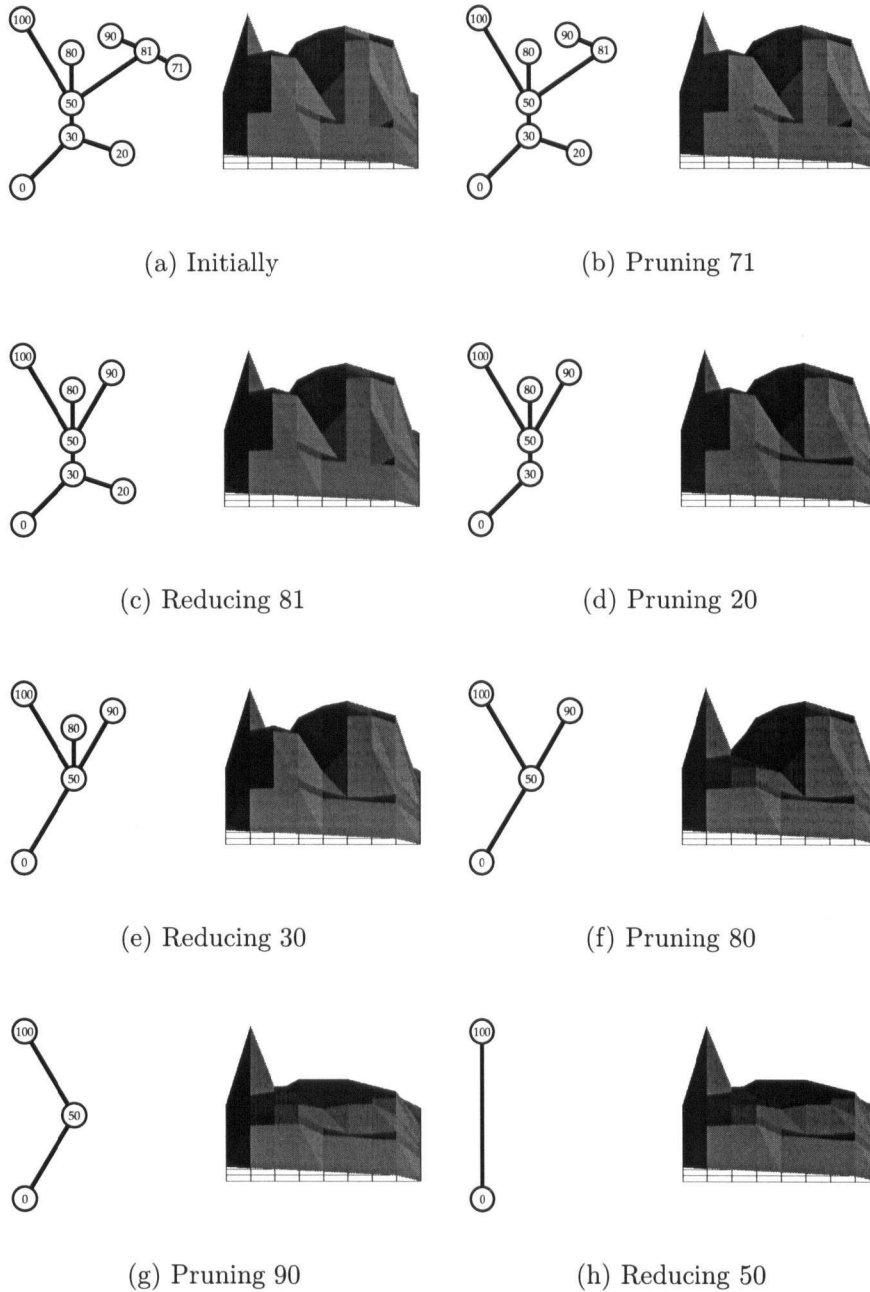 100 90 81 80 71 50 30 20 0
100 90 81 80 50 30 20 0
(a) Initially
(b) Pruning 71
100 90 80 50 30 20 0
100 90 80 50 30 0
(c) Reducing 81
(d) Pruning 20
100 90 80 50 0
100 90 50 0
(e) Reducing 30
(f) Pruning 80
100 50 0
100 0
(g) Pruning 90
(h) Reducing 50